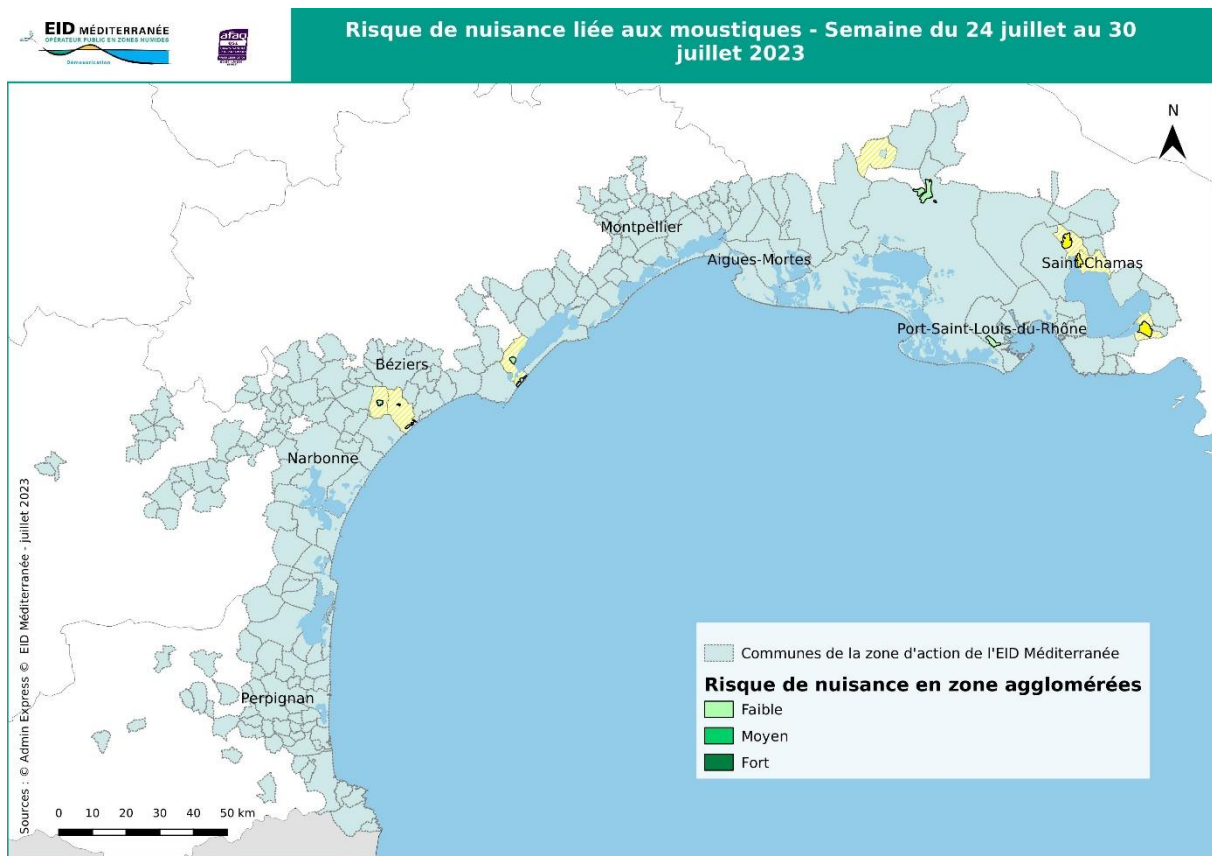 EID MÉDITERRANÉE
OPÉRATEUR PUBLIC EN ZONES HUMIDES
Démoustication
afaq
Risque de nuisance liée aux moustiques - Semaine du 24 juillet au 30
juillet 2023
N
Montpellier
Aigues-Mortes
Saint-Chamas
Port-Saint-Louis-du-Rhône
Béziers
Narbonne
Perpignan
Communes de la zone d'action de l'EID Méditerranée
Risque de nuisance en zone agglomérées
Faible
Moyen
Fort
0 10 20 30 40 50 km
Sources : © Admin Express © EID Méditerranée - juillet 2023